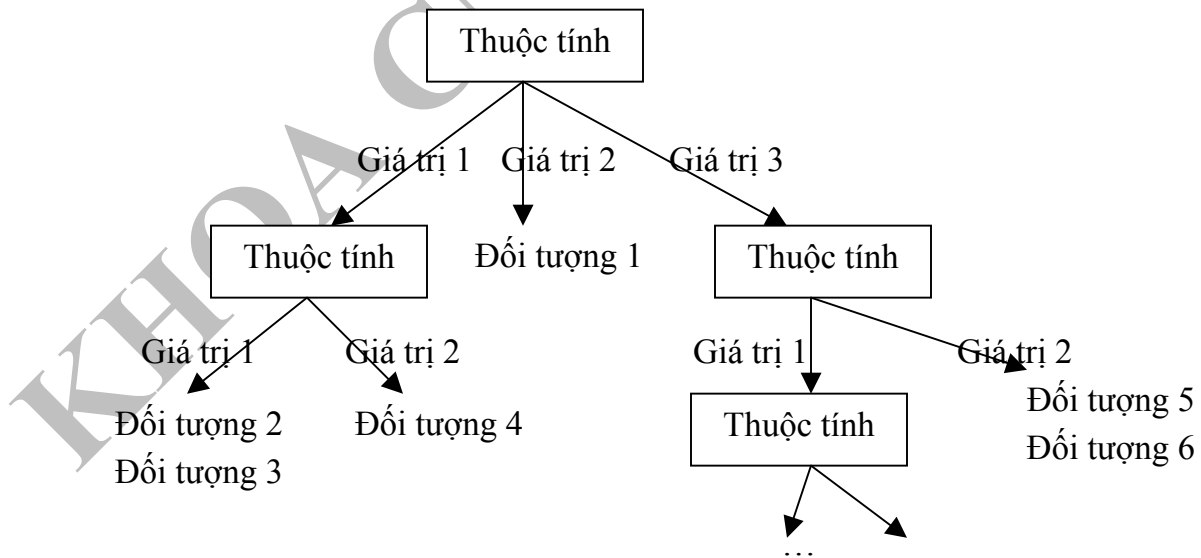 Thuộc tính
Giá trị 1 Giá trị 2 Giá trị 3
Thuộc tính Đối tượng 1 Thuộc tính
Giá trị 1 Giá trị 2 Giá trị 1 Giá trị 2
Đối tượng 2 Đối tượng 4 Thuộc tính Đối tượng 5
Đối tượng 3 Đối tượng 6
…
KHOA C